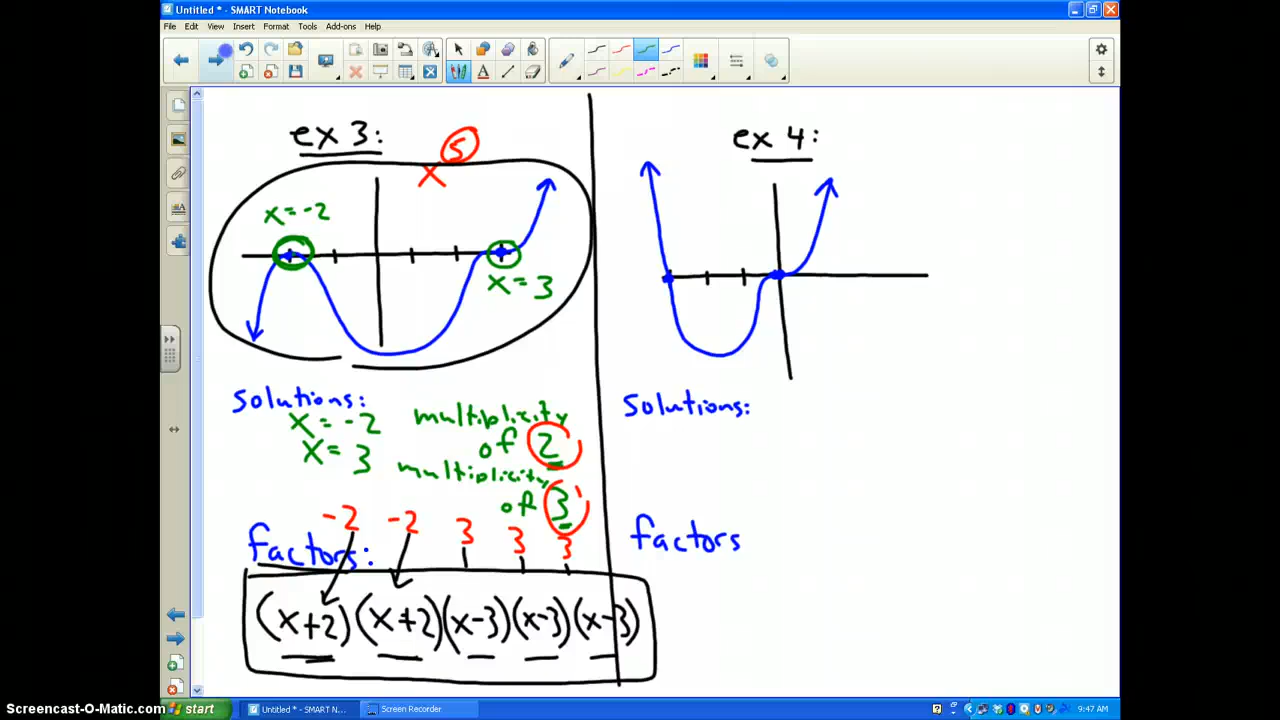 Untitled * - SMART Notebook
File Edit View Insert Format Tools Add-ons Help
ex 3:
x 5
x = -2
x = 3
solutions:
x = -2 multiplicity of 2
x = 3 multiplicity of 3
-2 -2 3 3 3
factors:
(x+2)(x+2)(x-3)(x-3)(x-3)
ex 4:
solutions:
factors
Screencast-O-Matic.com
start
Untitled * - SMART N...
Screen Recorder
?
9:47 AM